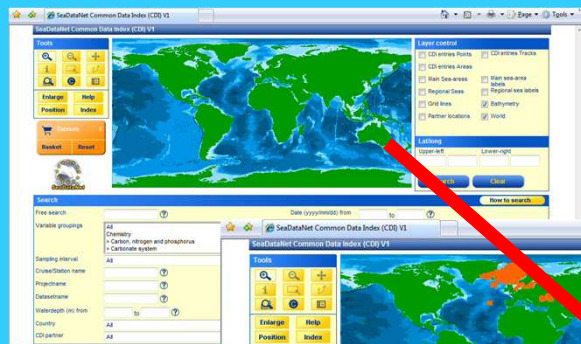 SeaDataNet Common Data Index (CDI) V1
Page
Tools
SeaDataNet Common Data Index (CDI) V1
Tools
Enlarge Help
Position Index
Basket Reset
SeaDataNet
Layer control
CDI entries Points CDI entries Tracks
CDI entries Areas
Main Sea-areas Main sea-area labels
Regional Seas Regional sea labels
Grid lines Bathymetry
Partner locations World
Lat/long
Upper-left Lower-right
Clear
Search How to search
Free search Date (yyyy/mm/dd) from to
Variable groupings All
Chemistry
> Carbon, nitrogen and phosphorus
> Carbonate system
Sampling interval All
Cruise/Station name
Projectname
Datasetname
Waterdepth (m) from to
Country All
CDI partner All
SeaDataNet Common Data Index (CDI) V1
SeaDataNet Common Data Index (CDI) V1
Tools
Enlarge Help
Position Index